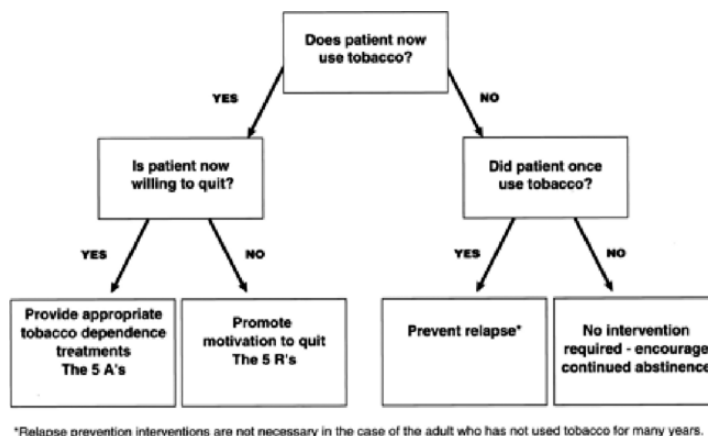 Does patient now
use tobacco?
YES
NO
Is patient now
willing to quit?
Did patient once
use tobacco?
YES
NO
YES
NO
Provide appropriate
tobacco dependence
treatments
The 5 A's
Promote
motivation to quit
The 5 R's
Prevent relapse*
No intervention
required - encourage
continued abstinence
*Relapse prevention interventions are not necessary in the case of the adult who has not used tobacco for many years.